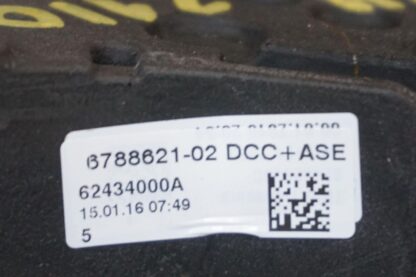 6788621-02 DCC+ASE
62434000A
15.01.16 07:49
5